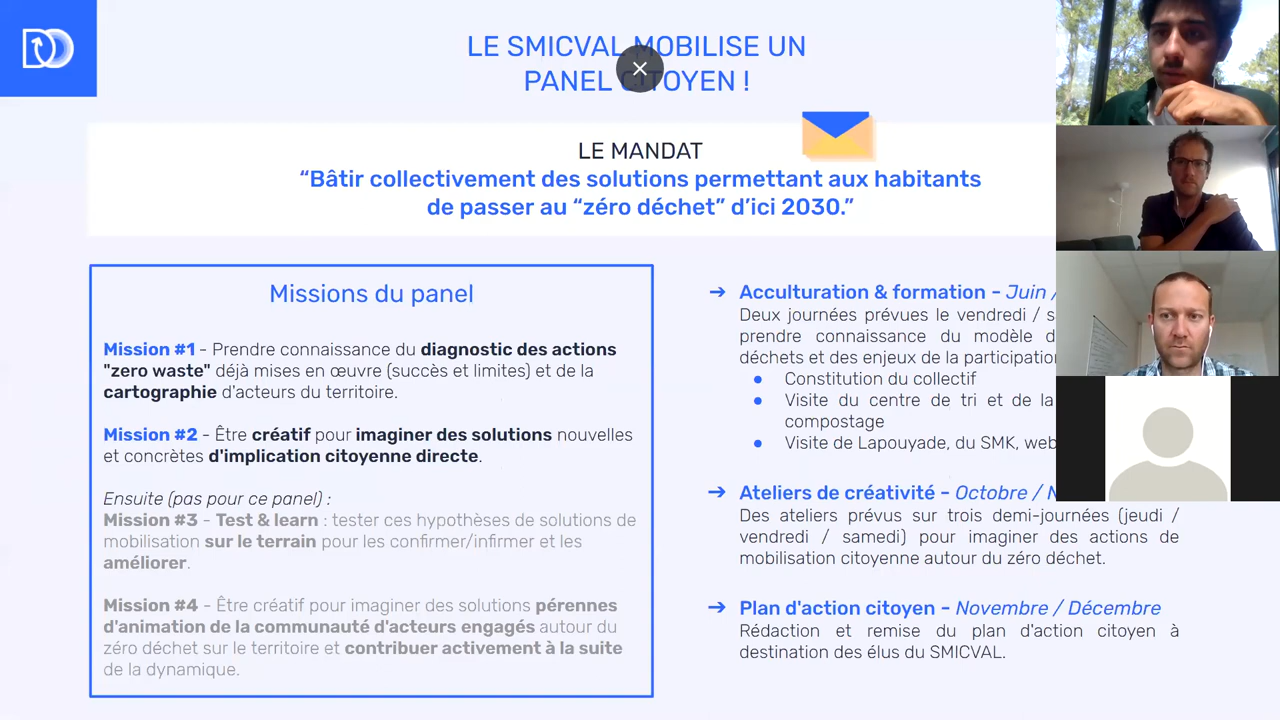 LE SMICVAL MOBILISE UN
PANEL CITOYEN !
LE MANDAT
“Bâtir collectivement des solutions permettant aux habitants
de passer au “zéro déchet” d’ici 2030.”
Missions du panel
Mission #1 - Prendre connaissance du diagnostic des actions
"zero waste" déjà mises en œuvre (succès et limites) et de la
cartographie d'acteurs du territoire.
Mission #2 - Être créatif pour imaginer des solutions nouvelles
et concrètes d'implication citoyenne directe.
Ensuite (pas pour ce panel) :
Mission #3 - Test & learn : tester ces hypothèses de solutions de
mobilisation sur le terrain pour les confirmer/infirmer et les
améliorer.
Mission #4 - Être créatif pour imaginer des solutions pérennes
d'animation de la communauté d'acteurs engagés autour du
zéro déchet sur le territoire et contribuer activement à la suite
de la dynamique.
➔ Acculturation & formation - Juin /
Deux journées prévues le vendredi / s
prendre connaissance du modèle d
déchets et des enjeux de la participation
● Constitution du collectif
● Visite du centre de tri et de la
compostage
● Visite de Lapouyade, du SMK, web
➔ Ateliers de créativité - Octobre / N
Des ateliers prévus sur trois demi-journées (jeudi /
vendredi / samedi) pour imaginer des actions de
mobilisation citoyenne autour du zéro déchet.
➔ Plan d'action citoyen - Novembre / Décembre
Rédaction et remise du plan d'action citoyen à
destination des élus du SMICVAL.